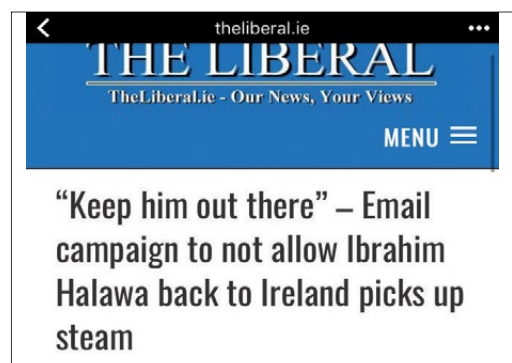 theliberal.ie
THE LIBERAL
TheLiberal.ie - Our News, Your Views
MENU
“Keep him out there” – Email
campaign to not allow Ibrahim
Halawa back to Ireland picks up
steam